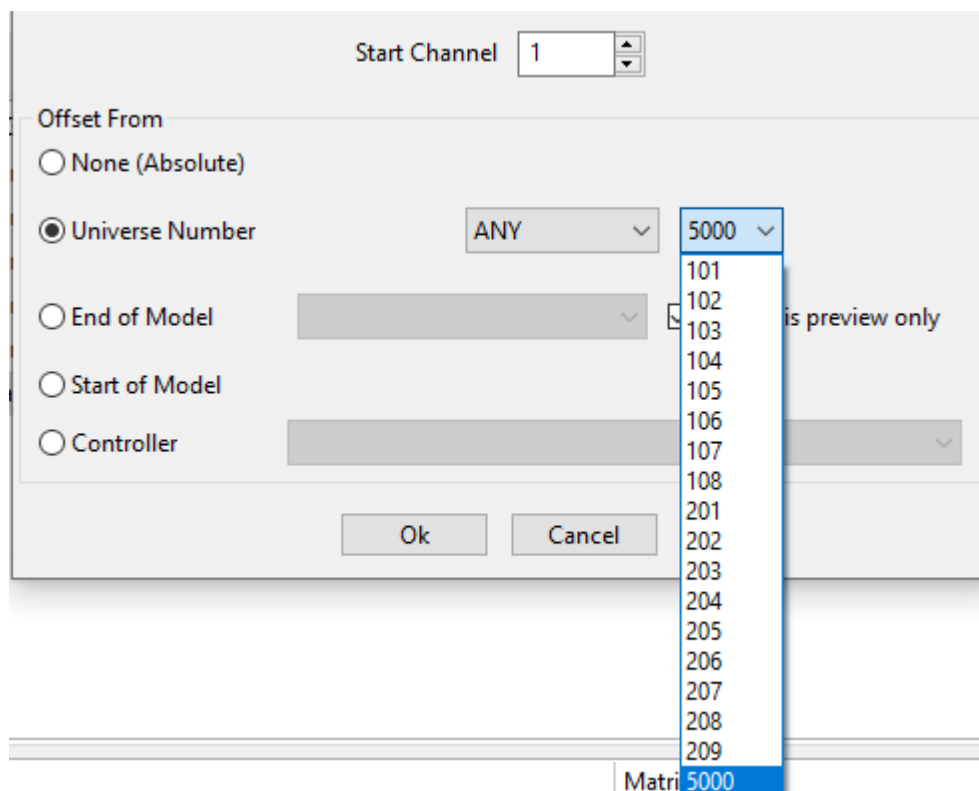 Start Channel 1
Offset From
None (Absolute)
Universe Number ANY 5000
101
102
End of Model 103 is preview only
104
105
Start of Model
106
Controller 107
108
201
Ok Cancel 202
203
204
205
206
207
208
209
Matri 5000